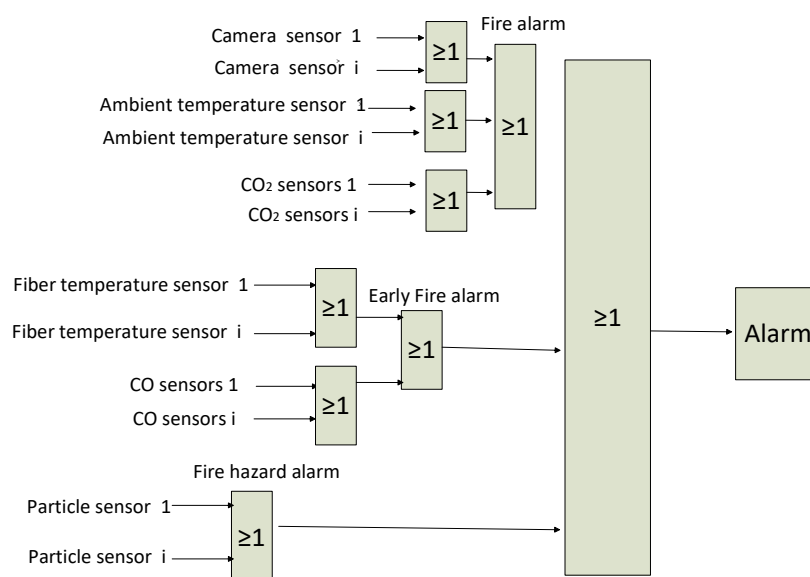 Camera sensor 1
Fire alarm
Camera sensor i
≥1
Ambient temperature sensor 1
≥1
≥1
Ambient temperature sensor i
CO₂ sensors 1
≥1
CO₂ sensors i
Fiber temperature sensor 1
≥1
Early Fire alarm
Fiber temperature sensor i
≥1
≥1
Alarm
CO sensors 1
≥1
CO sensors i
Fire hazard alarm
Particle sensor 1
≥1
Particle sensor i